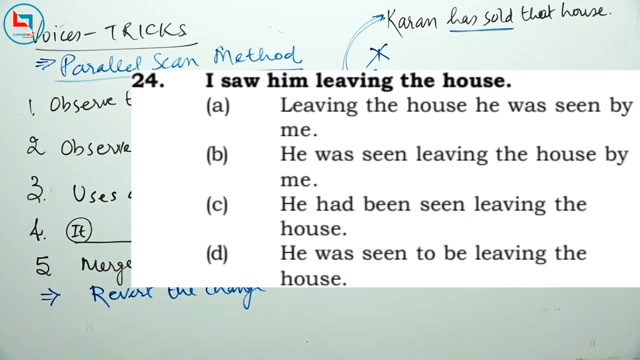 Voices - TRICKS
Karan has sold that house.
⇒ Parallel Scan Method
1. Observe t
2 Observe
3. Uses
4. It
5 Merge
⇒ Revert the change
24. I saw him leaving the house.
(a) Leaving the house he was seen by
me.
(b) He was seen leaving the house by
me.
(c) He had been seen leaving the
house.
(d) He was seen to be leaving the
house.